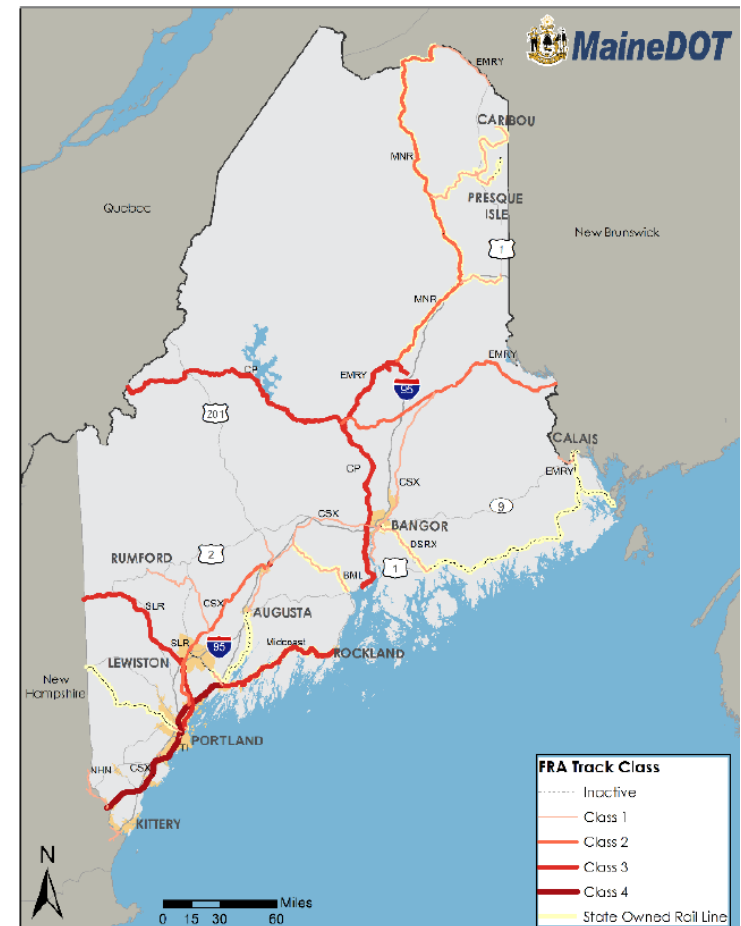 MaineDOT
EMRY
CARIBOU
MNR
PRESQUE
ISLE
Quebec
New Brunswick
1
MNR
EMRY
CP
EMRY
95
201
CALAIS
CP
EMRY
CSX
9
CSX
BANGOR
DSRX
RUMFORD
2
1
BML
SLR
CSX
AUGUSTA
SLR
95
Midcoast
ROCKLAND
LEWISTON
New
Hampshire
PORTLAND
NHN
CSX
KITTERY
FRA Track Class
Inactive
Class 1
Class 2
Class 3
Class 4
State Owned Rail Line
N
Miles
0 15 30 60